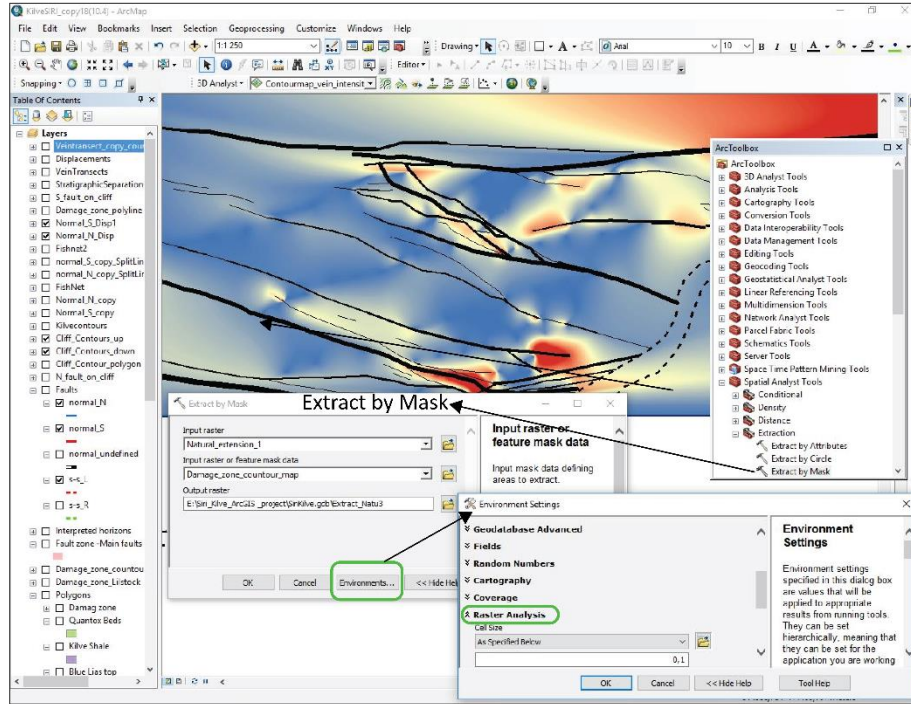 KilveSIRI_copy18(10.4) - ArcMap
File Edit View Bookmarks Insert Selection Geoprocessing Customize Windows Help
1:1 250
Drawing
Arial
10
B I U A
Editor
Snapping
3D Analyst
Contourmap_vein_intensit
Table Of Contents
Layers
Veintransect_copy_cour
Displacements
VeinTransects
StratigraphicSeparation
S_fault_on_cliff
Damage_zone_polyline
Normal_S_Disp1
Normal_N_Disp
Fishnet2
normal_S_copy_SplitLin
normal_N_copy_SplitLin
FishNet
Normal_N_copy
Normal_S_copy
Kilvecontours
Cliff_Contours_up
Cliff_Contours_down
Cliff_Contour_polygon
N_fault_on_cliff
Faults
normal_N
normal_S
normal_undefined
s-s_L
s-s_R
Interpreted horizons
Fault zone -Main faults
Damage_zone_countou
Damage_zone_Listock
Polygons
Damag zone
Quantox Beds
Kilve Shale
Blue Lias top
ArcToolbox
ArcToolbox
3D Analyst Tools
Analysis Tools
Cartography Tools
Conversion Tools
Data Interoperability Tools
Data Management Tools
Editing Tools
Geocoding Tools
Geostatistical Analyst Tools
Linear Referencing Tools
Multidimension Tools
Network Analyst Tools
Parcel Fabric Tools
Schematics Tools
Server Tools
Space Time Pattern Mining Tools
Spatial Analyst Tools
Conditional
Density
Distance
Extraction
Extract by Attributes
Extract by Circle
Extract by Mask
Extract by Mask
Extract by Mask
Input raster
Natural_extension_1
Input raster or feature mask data
Damage_zone_countour_map
Output raster
E:\Siri_Kilve_ArcGIS _project\SiriKilve.gdb\Extract_Natu3
OK Cancel Environments... << Hide Help
Input raster or
feature mask data
Input mask data defining
areas to extract.
Environment Settings
Geodatabase Advanced
Fields
Random Numbers
Cartography
Coverage
Raster Analysis
Cell Size
As Specified Below
0,1
OK Cancel << Hide Help Tool Help
Environment
Settings
Environment settings
specified in this dialog box
are values that will be
applied to appropriate
results from running tools.
They can be set
hierarchically, meaning that
they can be set for the
application you are working